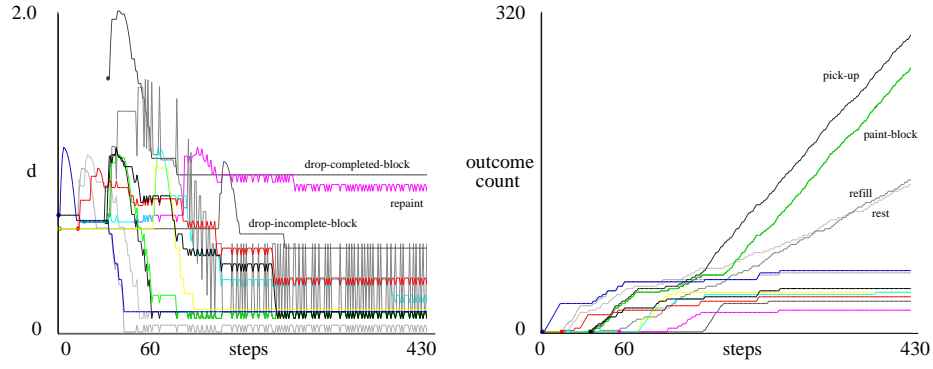 2.0
d
drop-completed-block
repaint
drop-incomplete-block
0
0
60
steps
430
320
outcome
count
pick-up
paint-block
refill
rest
0
0
60
steps
430